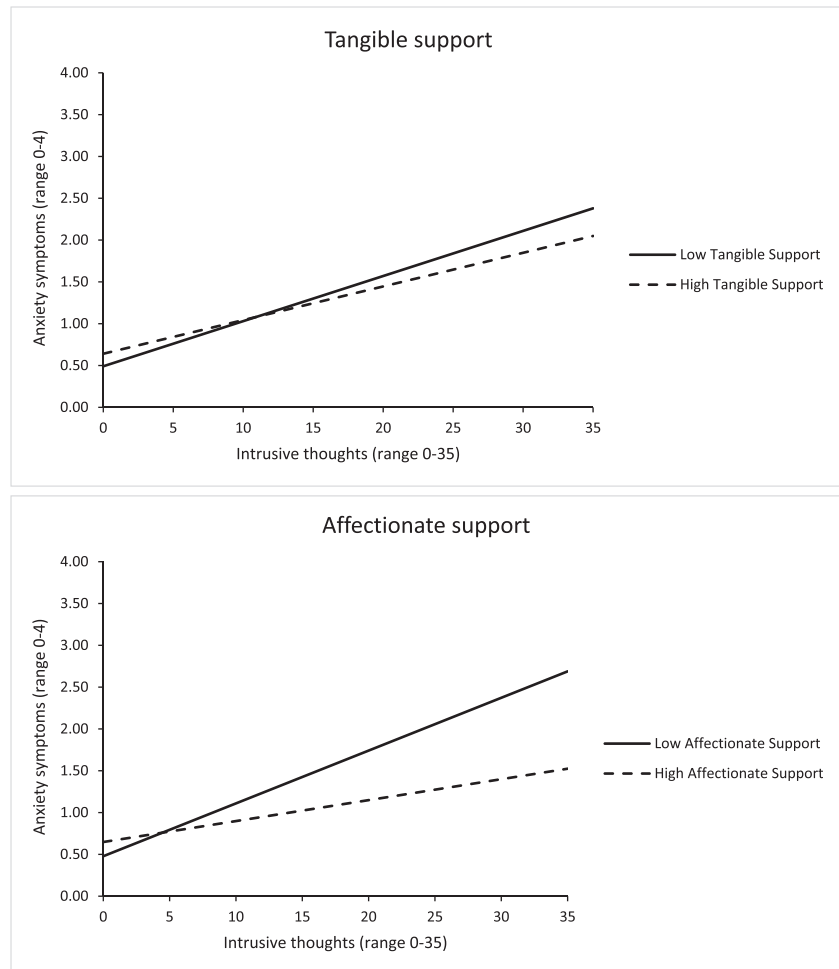 Tangible support
4.00
3.50
3.00
2.50
2.00
1.50
1.00
0.50
0.00
Anxiety symptoms (range 0-4)
0 5 10 15 20 25 30 35
Intrusive thoughts (range 0-35)
Low Tangible Support
High Tangible Support
Affectionate support
4.00
3.50
3.00
2.50
2.00
1.50
1.00
0.50
0.00
Anxiety symptoms (range 0-4)
0 5 10 15 20 25 30 35
Intrusive thoughts (range 0-35)
Low Affectionate Support
High Affectionate Support